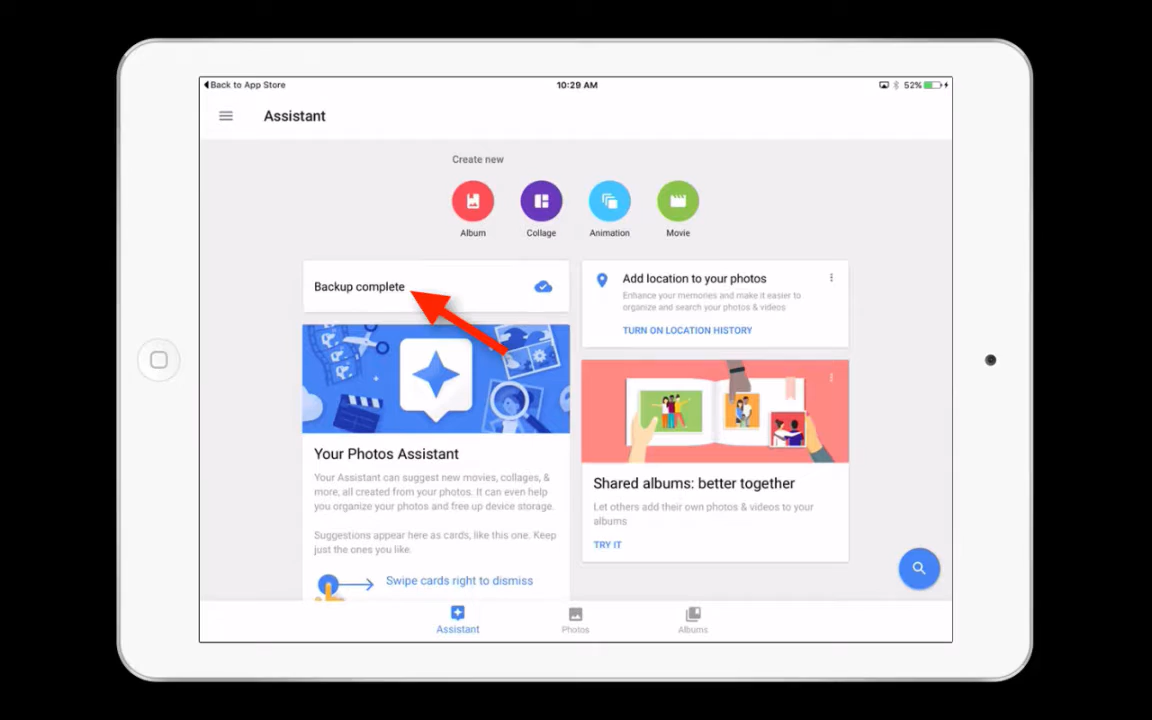 Back to App Store
10:29 AM
52%
Assistant
Create new
Album
Collage
Animation
Movie
Backup complete
Add location to your photos
Enhance your memories and make it easier to
organize and search your photos & videos
TURN ON LOCATION HISTORY
Your Photos Assistant
Your Assistant can suggest new movies, collages, &
more, all created from your photos. It can even help
you organize your photos and free up device storage.
Suggestions appear here as cards, like this one. Keep
just the ones you like.
Swipe cards right to dismiss
Shared albums: better together
Let others add their own photos & videos to your
albums
TRY IT
Assistant
Photos
Albums